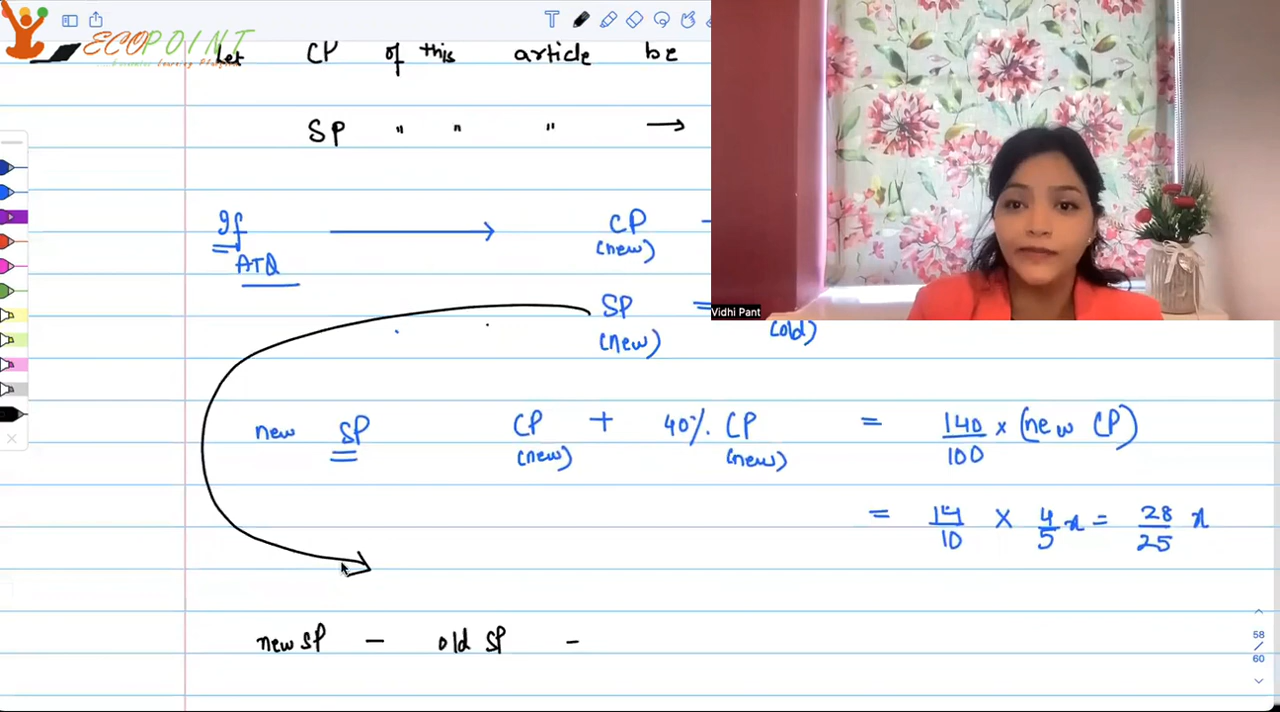 ECOPOINT
Let CP of this article be
SP " " " →
If → CP
(new)
ATQ
SP =
(new) (old)
Vidhi Pant
new SP CP + 40% CP = 140/100 × (new CP)
(new) (new)
= 14/10 × 4/5 x = 28/25 x
new SP - old SP -
58
/
60